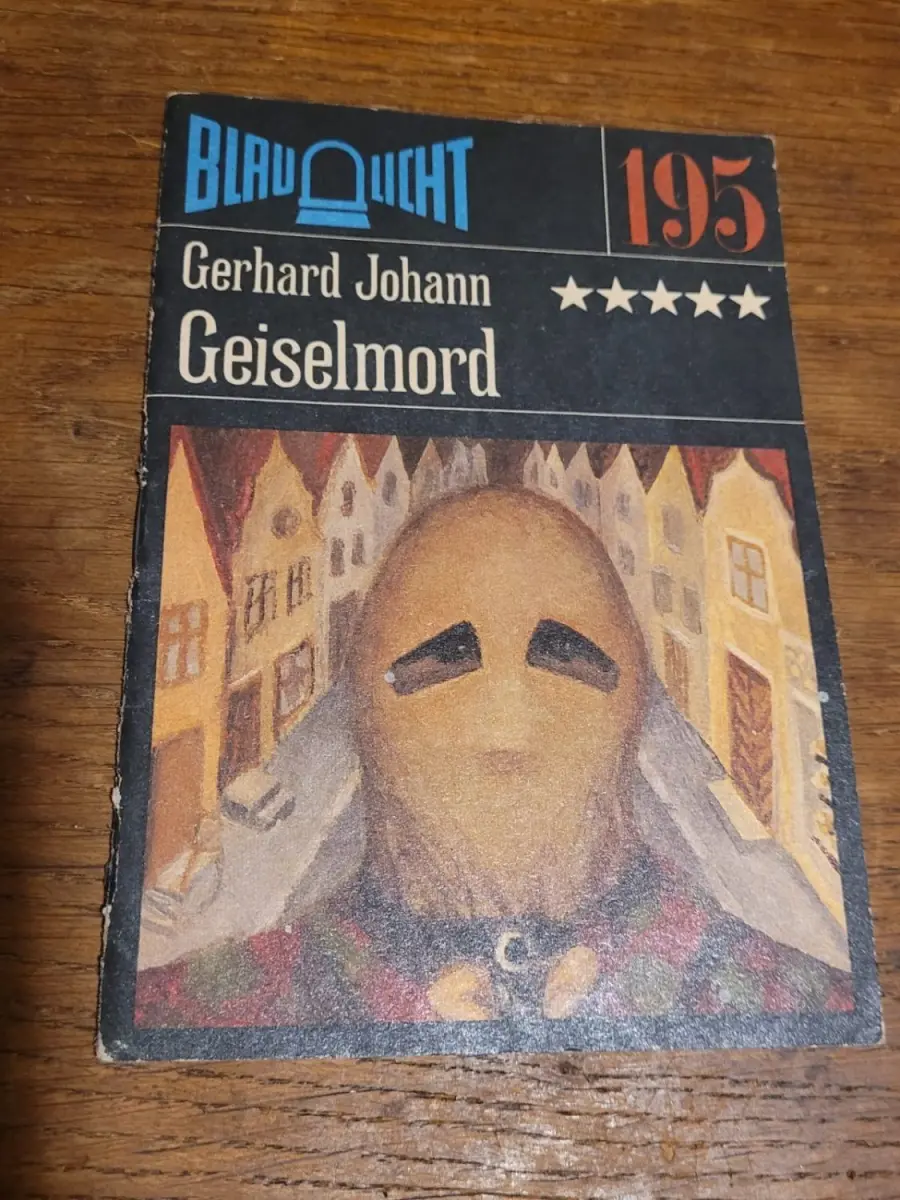 BLAULICHT
195
Gerhard Johann
Geiselmord